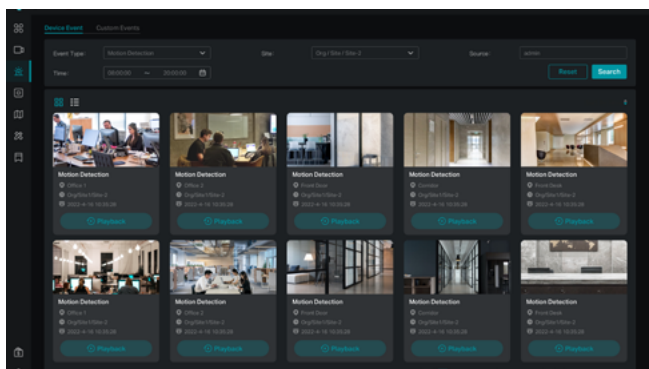 Device Event Custom Events
Event Type: Motion Detection Site: Org / Site / Site-2 Source: admin
Time: 08:00:00 ~ 20:00:00 Reset Search
Motion Detection Motion Detection Motion Detection Motion Detection Motion Detection
Office 1 Office 2 Front Desk Corridor Front Desk
Org/Site1/Site-2 Org/Site1/Site-2 Org/Site1/Site-2 Org/Site1/Site-2 Org/Site1/Site-2
Playback Playback Playback Playback Playback
Motion Detection Motion Detection Motion Detection Motion Detection Motion Detection
Office 1 Office 2 Front Desk Corridor Front Desk
Org/Site1/Site-2 Org/Site1/Site-2 Org/Site1/Site-2 Org/Site1/Site-2 Org/Site1/Site-2
Playback Playback Playback Playback Playback